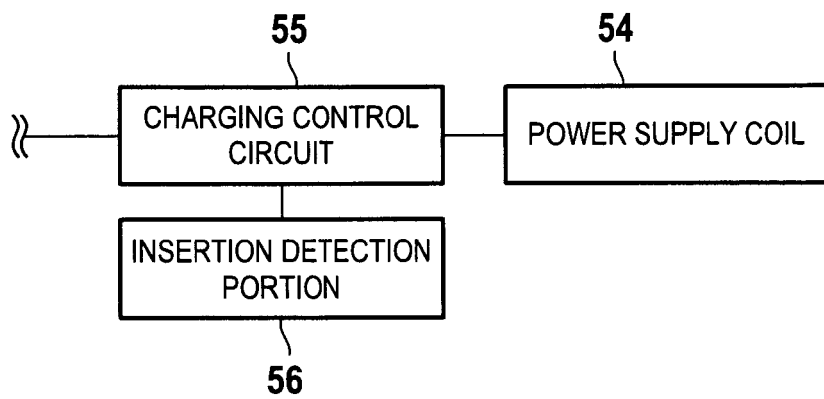 55
54
CHARGING CONTROL
CIRCUIT
POWER SUPPLY COIL
INSERTION DETECTION
PORTION
56